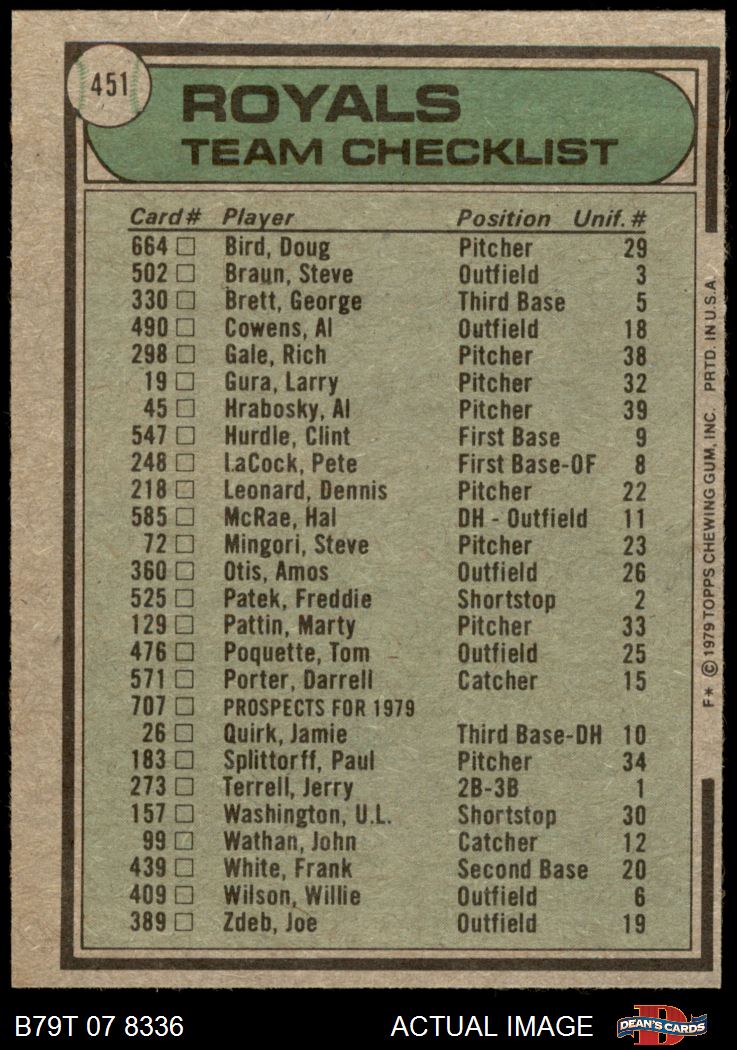 451
ROYALS
TEAM CHECKLIST
Card# Player Position Unif. #
664 Bird, Doug Pitcher 29
502 Braun, Steve Outfield 3
330 Brett, George Third Base 5
490 Cowens, Al Outfield 18
298 Gale, Rich Pitcher 38
19 Gura, Larry Pitcher 32
45 Hrabosky, Al Pitcher 39
547 Hurdle, Clint First Base 9
248 LaCock, Pete First Base-OF 8
218 Leonard, Dennis Pitcher 22
585 McRae, Hal DH - Outfield 11
72 Mingori, Steve Pitcher 23
360 Otis, Amos Outfield 26
525 Patek, Freddie Shortstop 2
129 Pattin, Marty Pitcher 33
476 Poquette, Tom Outfield 25
571 Porter, Darrell Catcher 15
707 PROSPECTS FOR 1979
26 Quirk, Jamie Third Base-DH 10
183 Splittorff, Paul Pitcher 34
273 Terrell, Jerry 2B-3B 1
157 Washington, U.L. Shortstop 30
99 Wathan, John Catcher 12
439 White, Frank Second Base 20
409 Wilson, Willie Outfield 6
389 Zdeb, Joe Outfield 19
F* © 1979 TOPPS CHEWING GUM, INC. PRTD. IN U.S.A.
B79T 07 8336 ACTUAL IMAGE
D
DEAN'S CARDS